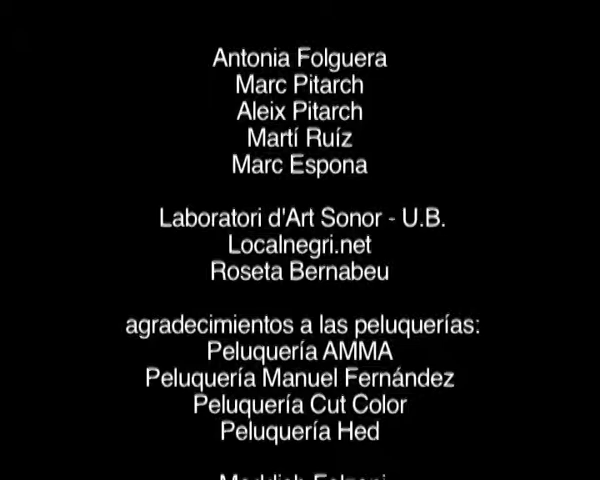 Antonia Folguera
Marc Pitarch
Aleix Pitarch
Martí Ruíz
Marc Espona
Laboratori d'Art Sonor - U.B.
Localnegri.net
Roseta Bernabeu
agradecimientos a las peluquerías:
Peluquería AMMA
Peluquería Manuel Fernández
Peluquería Cut Color
Peluquería Hed